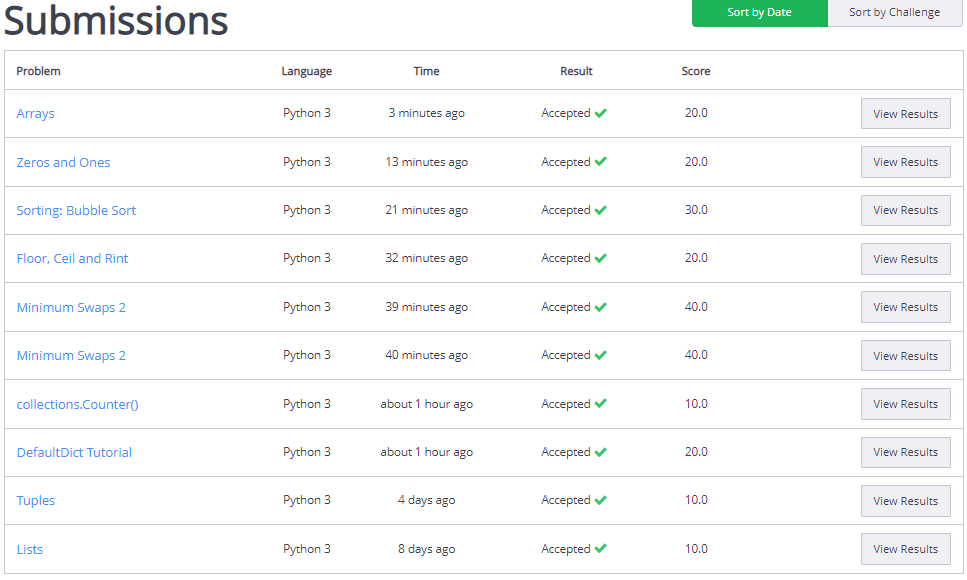 Submissions
Sort by Date Sort by Challenge
Problem Language Time Result Score
Arrays Python 3 3 minutes ago Accepted 20.0 View Results
Zeros and Ones Python 3 13 minutes ago Accepted 20.0 View Results
Sorting: Bubble Sort Python 3 21 minutes ago Accepted 30.0 View Results
Floor, Ceil and Rint Python 3 32 minutes ago Accepted 20.0 View Results
Minimum Swaps 2 Python 3 39 minutes ago Accepted 40.0 View Results
Minimum Swaps 2 Python 3 40 minutes ago Accepted 40.0 View Results
collections.Counter() Python 3 about 1 hour ago Accepted 10.0 View Results
DefaultDict Tutorial Python 3 about 1 hour ago Accepted 20.0 View Results
Tuples Python 3 4 days ago Accepted 10.0 View Results
Lists Python 3 8 days ago Accepted 10.0 View Results